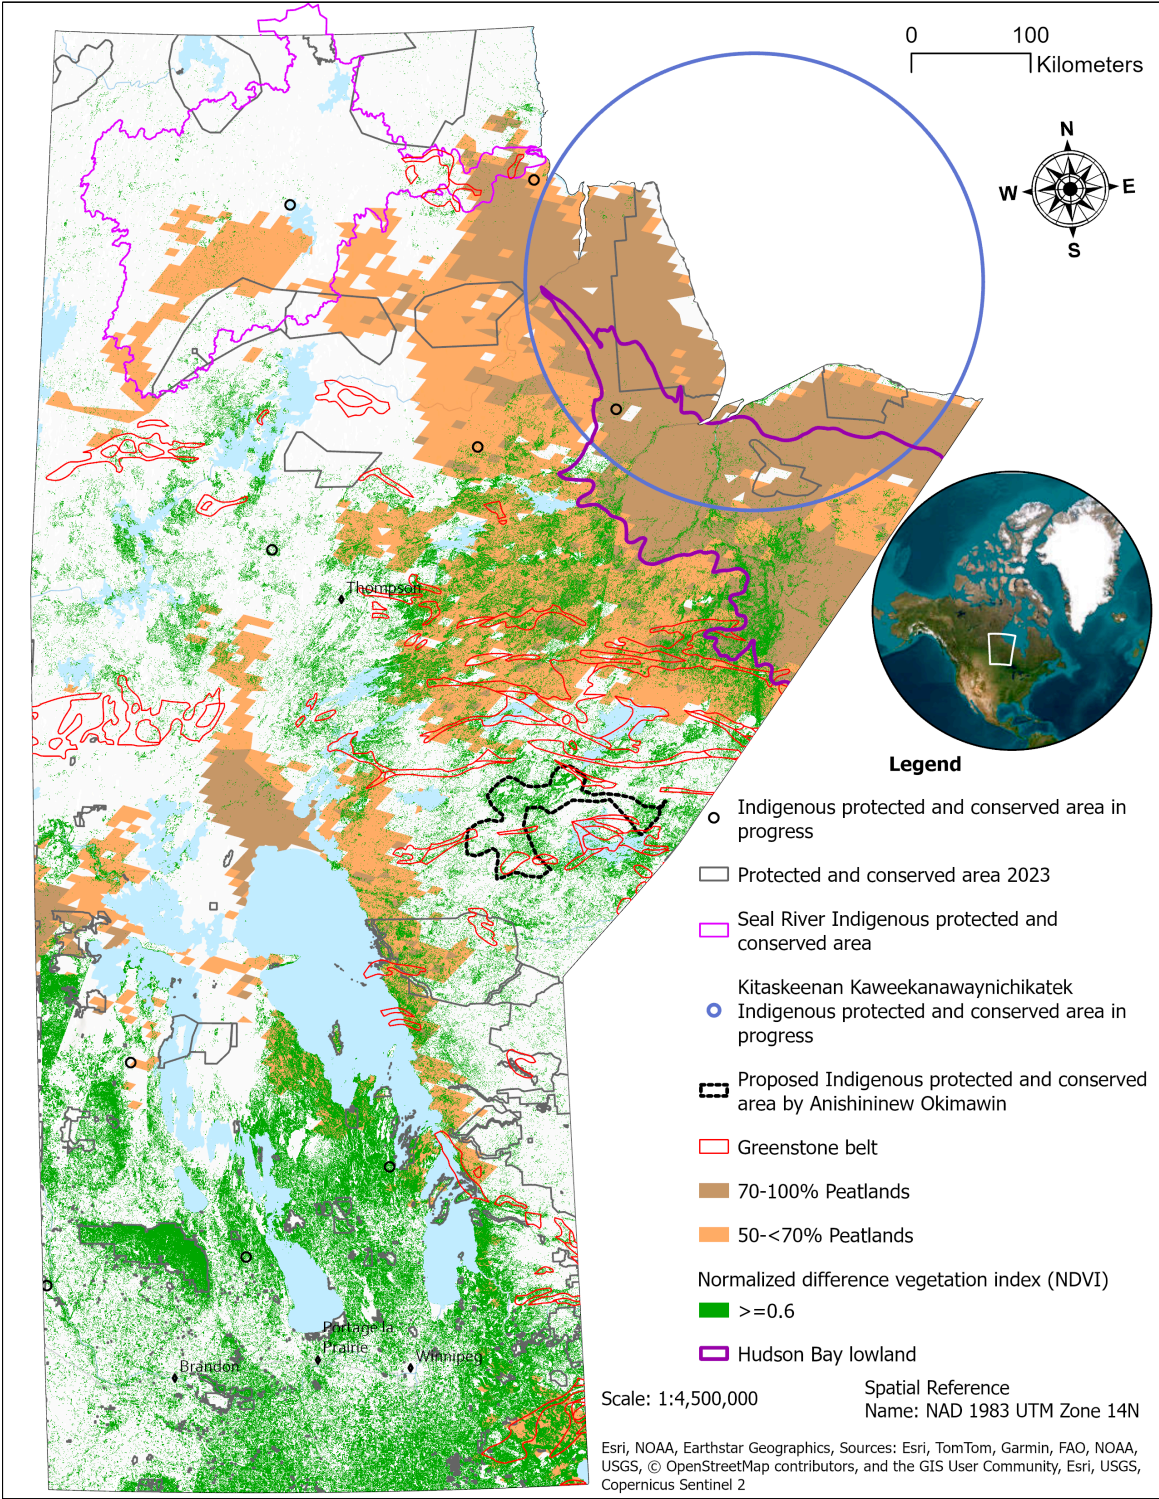 0 100
Kilometers
N
W E
S
Thompson
Legend
Indigenous protected and conserved area in
progress
Protected and conserved area 2023
Seal River Indigenous protected and
conserved area
Kitaskeenan Kaweekanawaynichikatek
Indigenous protected and conserved area in
progress
Proposed Indigenous protected and conserved
area by Anishininew Okimawin
Greenstone belt
70-100% Peatlands
50-<70% Peatlands
Normalized difference vegetation index (NDVI)
>=0.6
Hudson Bay lowland
Portage la
Prairie
Winnipeg
Brandon
Scale: 1:4,500,000
Spatial Reference
Name: NAD 1983 UTM Zone 14N
Esri, NOAA, Earthstar Geographics, Sources: Esri, TomTom, Garmin, FAO, NOAA,
USGS, © OpenStreetMap contributors, and the GIS User Community, Esri, USGS,
Copernicus Sentinel 2